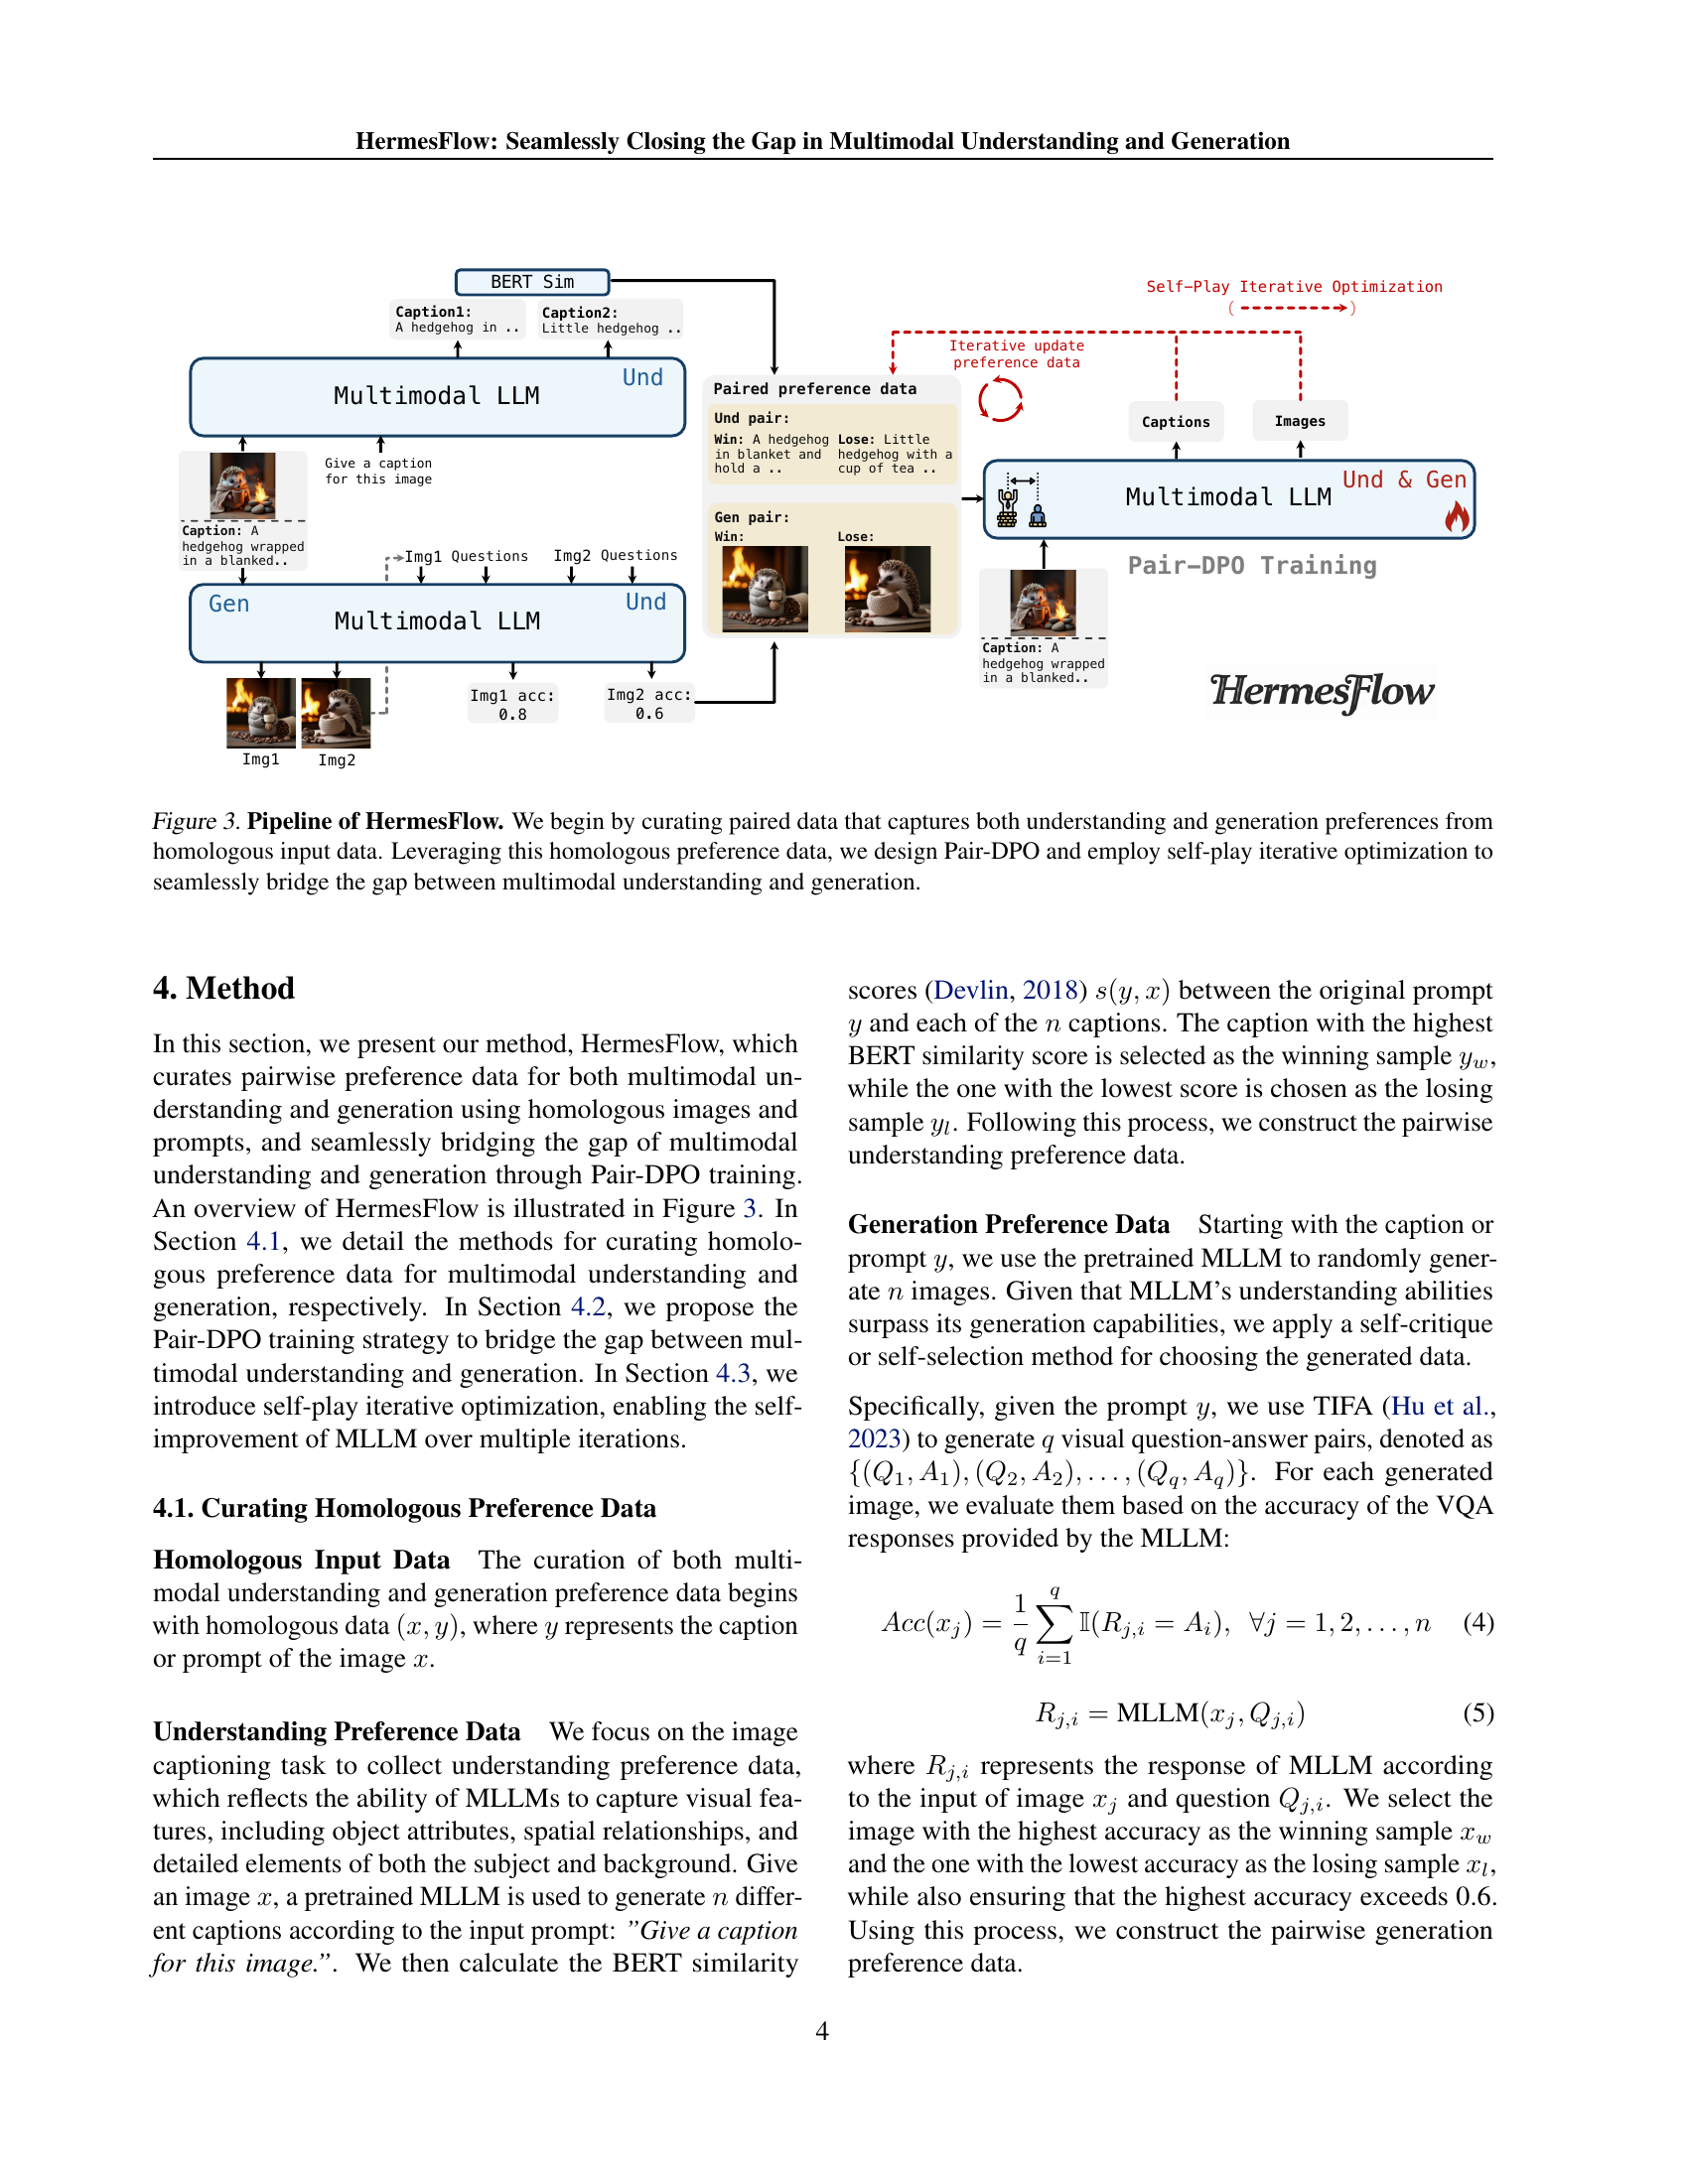 HermesFlow: Seamlessly Closing the Gap in Multimodal Understanding and Generation
BERT Sim
Caption1:
A hedgehog in ..
Caption2:
Little hedgehog ..
Multimodal LLM
Und
Give a caption
for this image
Caption: A
hedgehog wrapped
in a blanked..
Img1 Questions
Img2 Questions
Gen
Multimodal LLM
Und
Img1
Img2
Img1 acc:
0.8
Img2 acc:
0.6
Paired preference data
Und pair:
Win: A hedgehog
in blanket and
hold a ..
Lose: Little
hedgehog with a
cup of tea ..
Gen pair:
Win:
Lose:
Self-Play Iterative Optimization
Iterative update
preference data
Captions
Images
Multimodal LLM
Und & Gen
Pair-DPO Training
Caption: A
hedgehog wrapped
in a blanked..
HermesFlow
Figure 3. Pipeline of HermesFlow. We begin by curating paired data that captures both understanding and generation preferences from
homologous input data. Leveraging this homologous preference data, we design Pair-DPO and employ self-play iterative optimization to
seamlessly bridge the gap between multimodal understanding and generation.
4. Method
In this section, we present our method, HermesFlow, which
curates pairwise preference data for both multimodal un-
derstanding and generation using homologous images and
prompts, and seamlessly bridging the gap of multimodal
understanding and generation through Pair-DPO training.
An overview of HermesFlow is illustrated in Figure 3. In
Section 4.1, we detail the methods for curating homolo-
gous preference data for multimodal understanding and
generation, respectively. In Section 4.2, we propose the
Pair-DPO training strategy to bridge the gap between mul-
timodal understanding and generation. In Section 4.3, we
introduce self-play iterative optimization, enabling the self-
improvement of MLLM over multiple iterations.
4.1. Curating Homologous Preference Data
Homologous Input Data The curation of both multi-
modal understanding and generation preference data begins
with homologous data (x, y), where y represents the caption
or prompt of the image x.
Understanding Preference Data We focus on the image
captioning task to collect understanding preference data,
which reflects the ability of MLLMs to capture visual fea-
tures, including object attributes, spatial relationships, and
detailed elements of both the subject and background. Give
an image x, a pretrained MLLM is used to generate n differ-
ent captions according to the input prompt: ”Give a caption
for this image.”. We then calculate the BERT similarity
scores (Devlin, 2018) s(y, x) between the original prompt
y and each of the n captions. The caption with the highest
BERT similarity score is selected as the winning sample y_w,
while the one with the lowest score is chosen as the losing
sample y_l. Following this process, we construct the pairwise
understanding preference data.
Generation Preference Data Starting with the caption or
prompt y, we use the pretrained MLLM to randomly gener-
ate n images. Given that MLLM’s understanding abilities
surpass its generation capabilities, we apply a self-critique
or self-selection method for choosing the generated data.
Specifically, given the prompt y, we use TIFA (Hu et al.,
2023) to generate q visual question-answer pairs, denoted as
{(Q_1, A_1), (Q_2, A_2), . . . , (Q_q, A_q)}. For each generated
image, we evaluate them based on the accuracy of the VQA
responses provided by the MLLM:
Acc(x_j) = \frac{1}{q} \sum_{i=1}^{q} 𝕀(R_{j,i} = A_i), ∀j = 1, 2, . . . , n (4)
R_{j,i} = MLLM(x_j, Q_{j,i}) (5)
where R_{j,i} represents the response of MLLM according
to the input of image x_j and question Q_{j,i}. We select the
image with the highest accuracy as the winning sample x_w
and the one with the lowest accuracy as the losing sample x_l,
while also ensuring that the highest accuracy exceeds 0.6.
Using this process, we construct the pairwise generation
preference data.
4